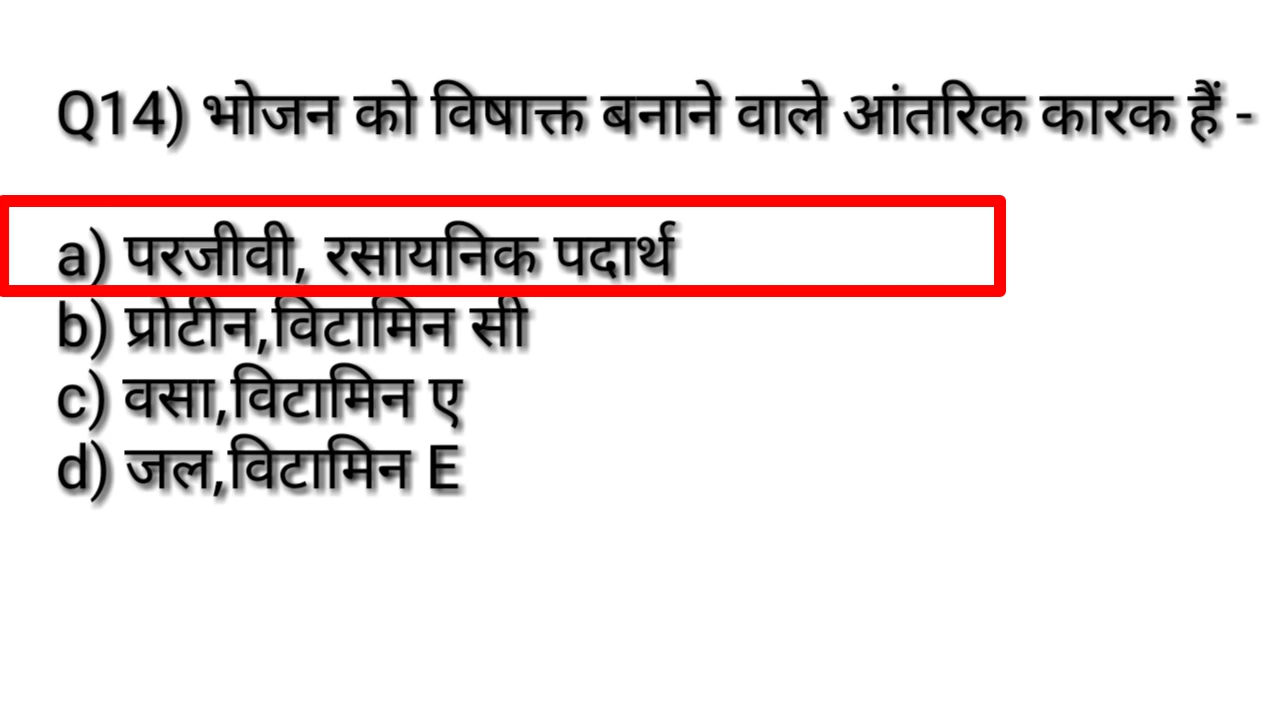 Q14) भोजन को विषाक्त बनाने वाले आंतरिक कारक हैं -
a) परजीवी, रसायनिक पदार्थ
b) प्रोटीन,विटामिन सी
c) वसा,विटामिन ए
d) जल,विटामिन E